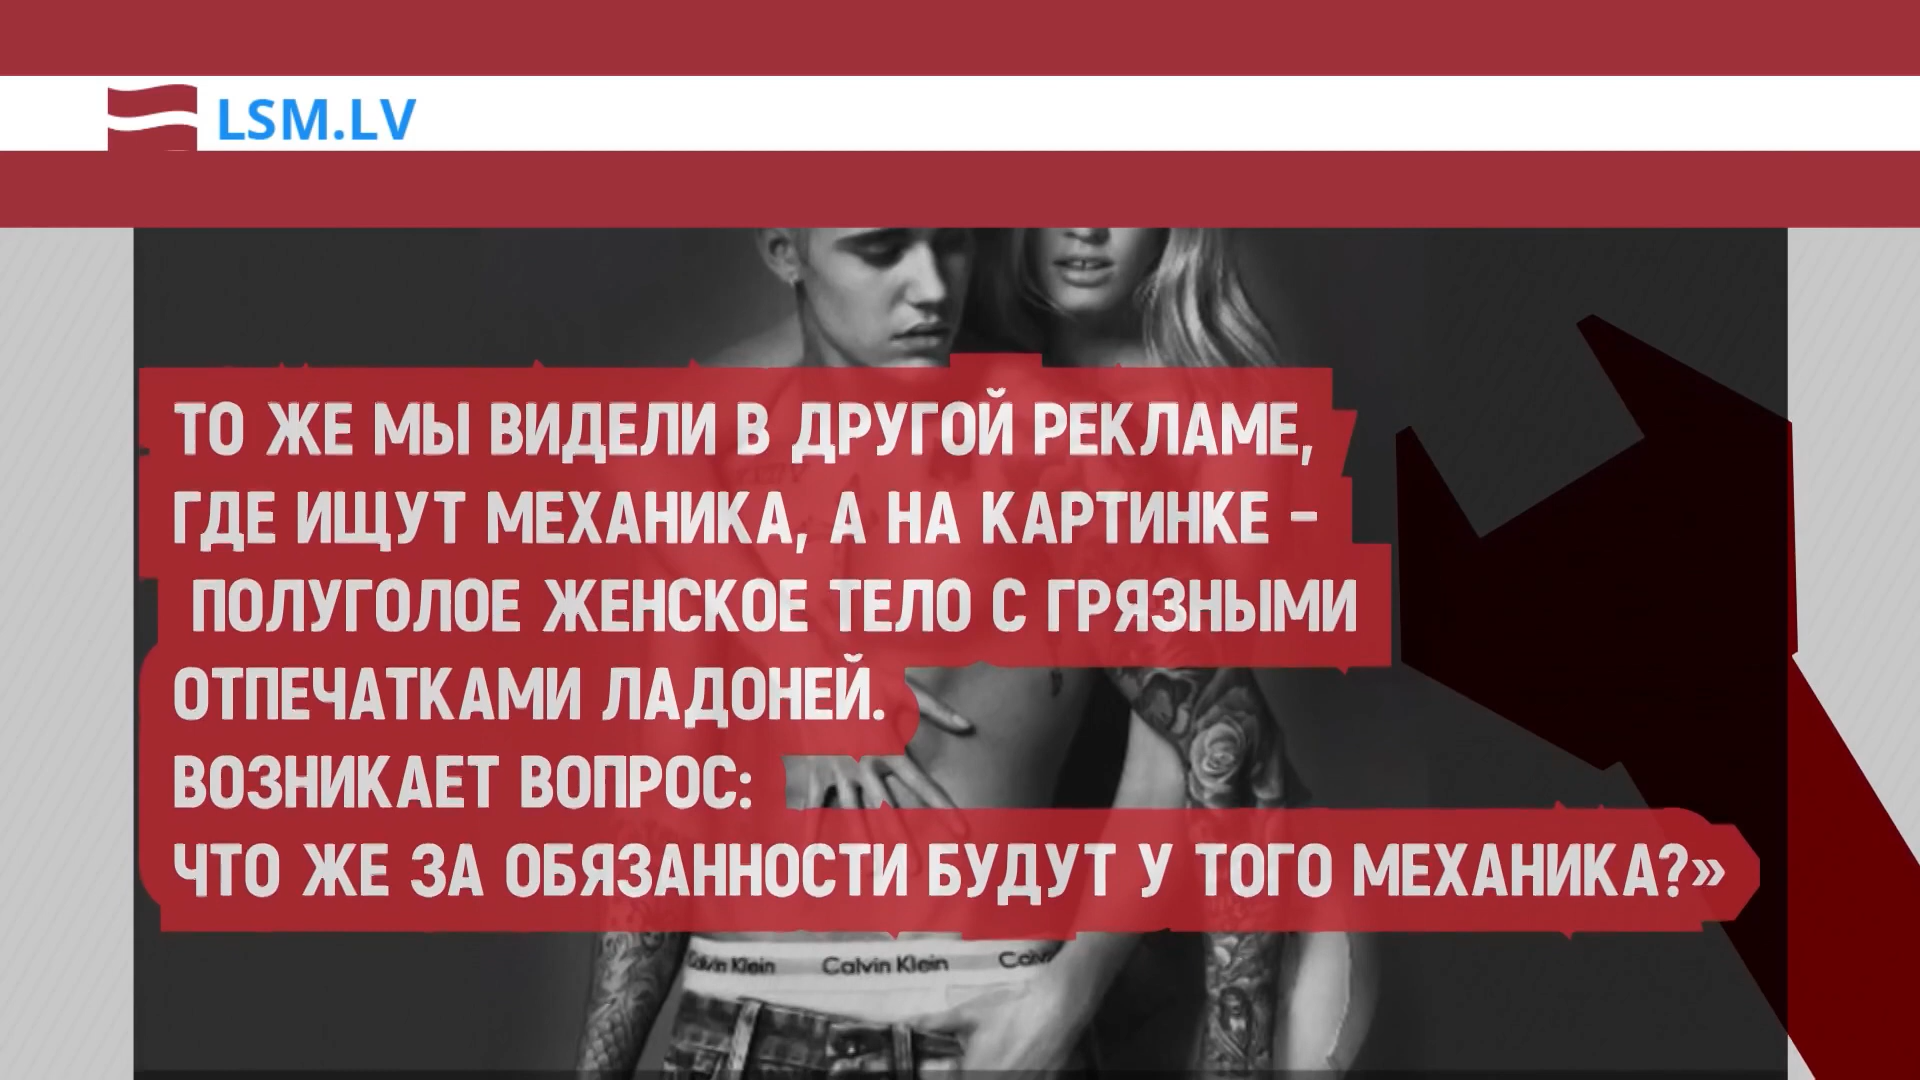 LSM.LV
ТО ЖЕ МЫ ВИДЕЛИ В ДРУГОЙ РЕКЛАМЕ,
ГДЕ ИЩУТ МЕХАНИКА, А НА КАРТИНКЕ –
ПОЛУГОЛОЕ ЖЕНСКОЕ ТЕЛО С ГРЯЗНЫМИ
ОТПЕЧАТКАМИ ЛАДОНЕЙ.
ВОЗНИКАЕТ ВОПРОС:
ЧТО ЖЕ ЗА ОБЯЗАННОСТИ БУДУТ У ТОГО МЕХАНИКА?»
Calvin Klein Calvin Klein Calvin